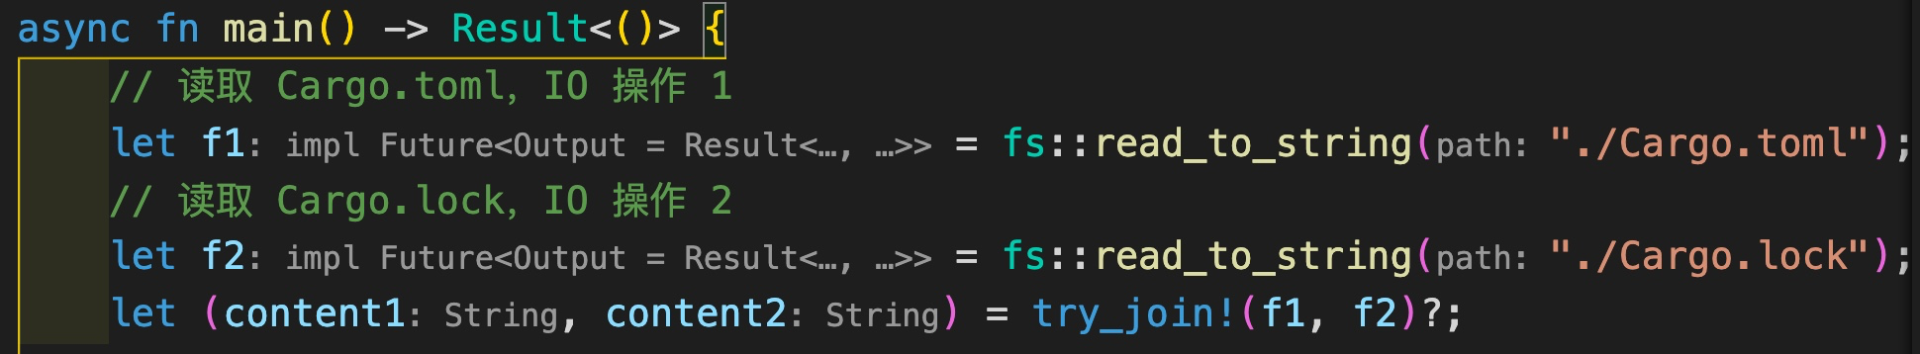 async fn main() -> Result<()> {
// 读取 Cargo.toml，IO 操作 1
let f1: impl Future<Output = Result<…, …>> = fs::read_to_string(path: "./Cargo.toml");
// 读取 Cargo.lock，IO 操作 2
let f2: impl Future<Output = Result<…, …>> = fs::read_to_string(path: "./Cargo.lock");
let (content1: String, content2: String) = try_join!(f1, f2)?;